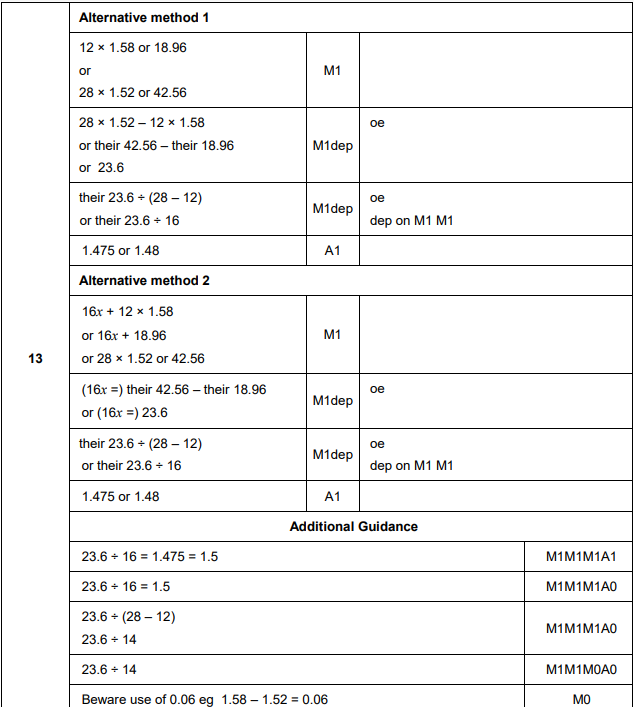 Alternative method 1
12 × 1.58 or 18.96
or
28 × 1.52 or 42.56
M1
28 × 1.52 – 12 × 1.58
or their 42.56 – their 18.96
or 23.6
M1dep
oe
their 23.6 ÷ (28 – 12)
or their 23.6 ÷ 16
M1dep
oe
dep on M1 M1
1.475 or 1.48
A1
Alternative method 2
13
16x + 12 × 1.58
or 16x + 18.96
or 28 × 1.52 or 42.56
M1
(16x =) their 42.56 – their 18.96
or (16x =) 23.6
M1dep
oe
their 23.6 ÷ (28 – 12)
or their 23.6 ÷ 16
M1dep
oe
dep on M1 M1
1.475 or 1.48
A1
Additional Guidance
23.6 ÷ 16 = 1.475 = 1.5
M1M1M1A1
23.6 ÷ 16 = 1.5
M1M1M1A0
23.6 ÷ (28 – 12)
23.6 ÷ 14
M1M1M1A0
23.6 ÷ 14
M1M1M0A0
Beware use of 0.06 eg 1.58 – 1.52 = 0.06
M0